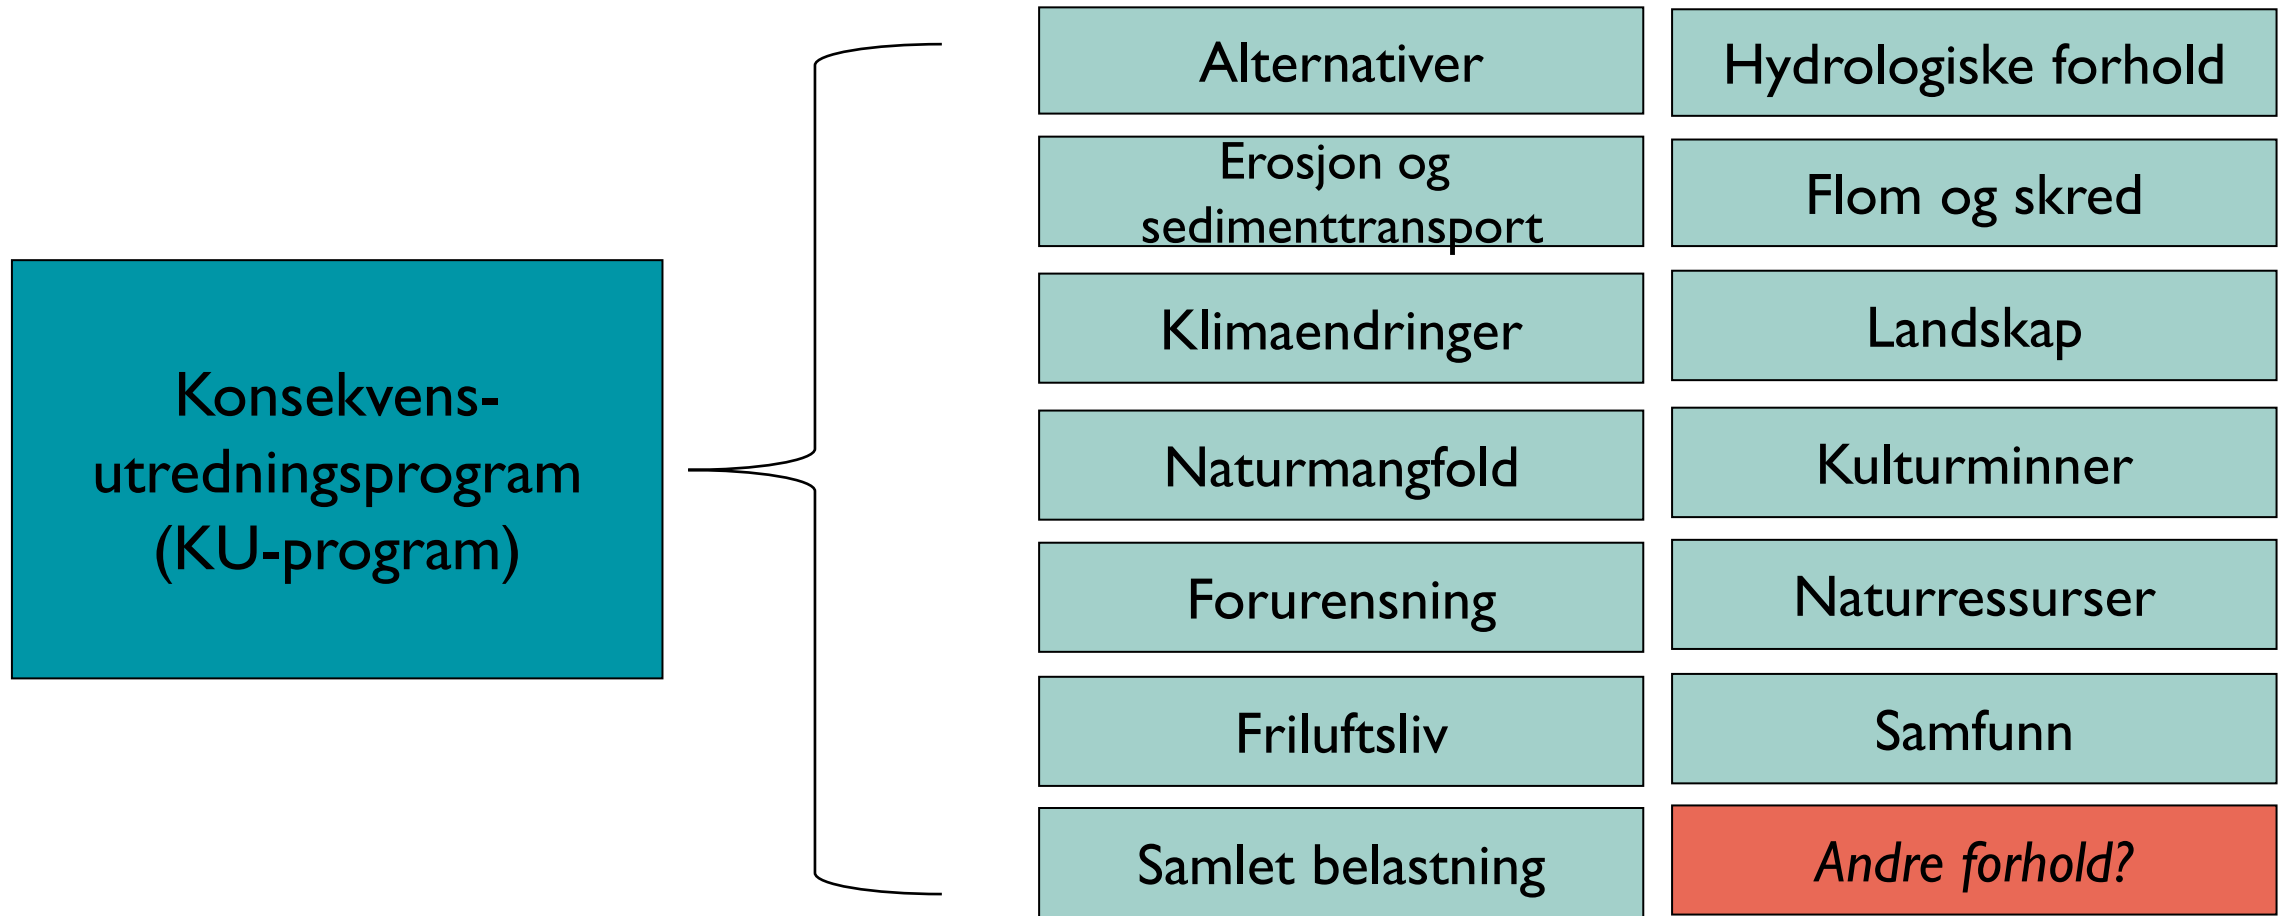 Konsekvens-
utredningsprogram
(KU-program)
Alternativer
Hydrologiske forhold
Erosjon og
sedimenttransport
Flom og skred
Klimaendringer
Landskap
Naturmangfold
Kulturminner
Forurensning
Naturressurser
Friluftsliv
Samfunn
Samlet belastning
Andre forhold?